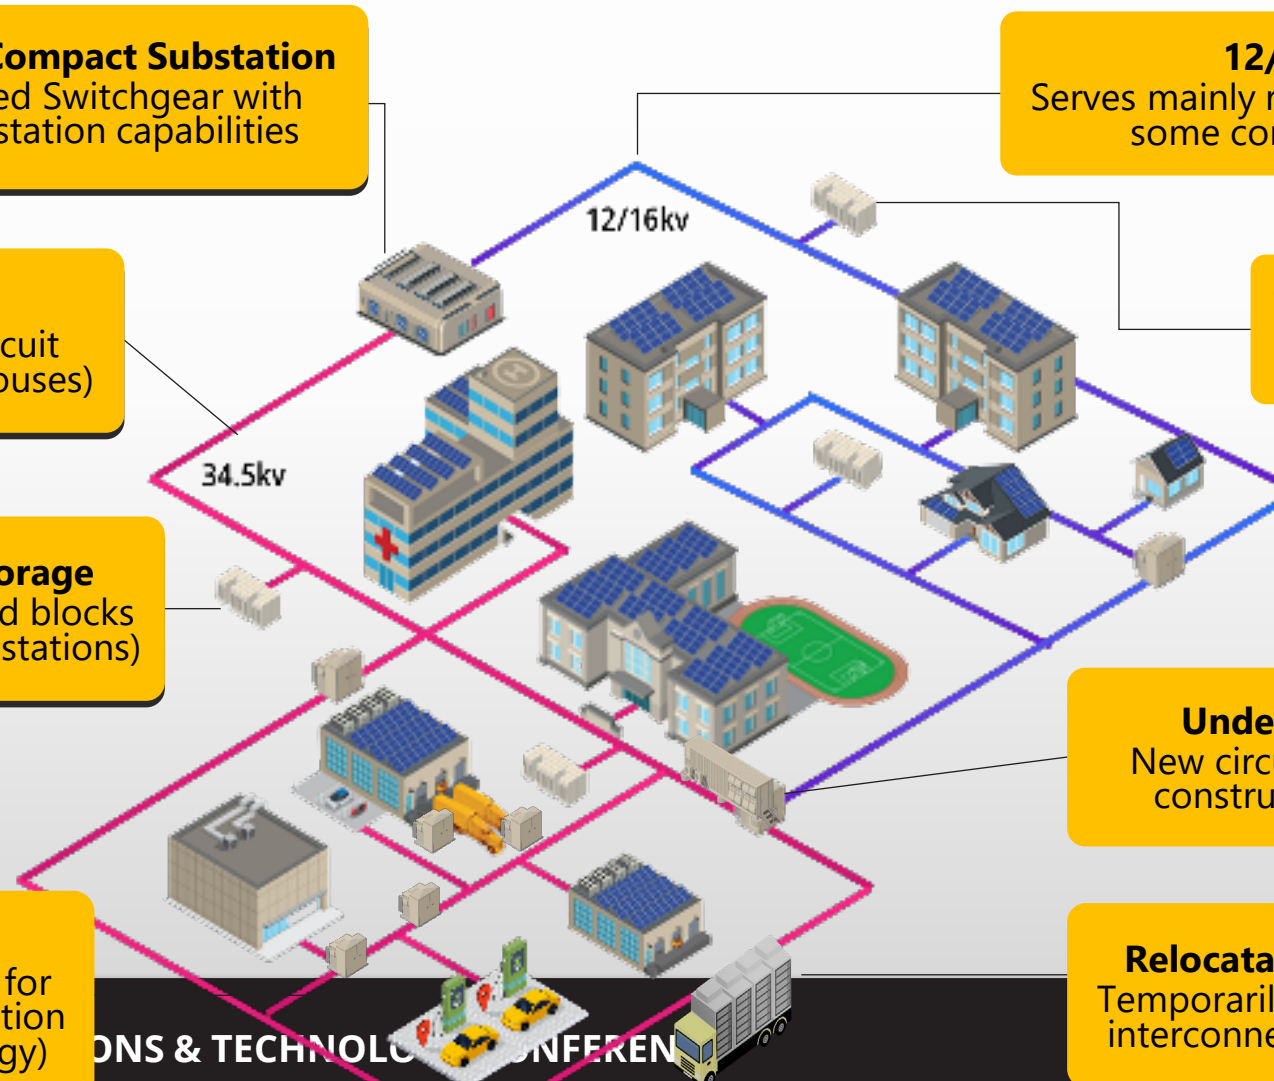 Compact Substation
ed Switchgear with
station capabilities
12/
Serves mainly r
some co
12/16kv
cuit
ouses)
34.5kv
orage
d blocks
stations)
Unde
New circu
constru
for
tion
gy)
Relocata
Temporaril
interconne
ONS & TECHNOLO
NFEREN
H